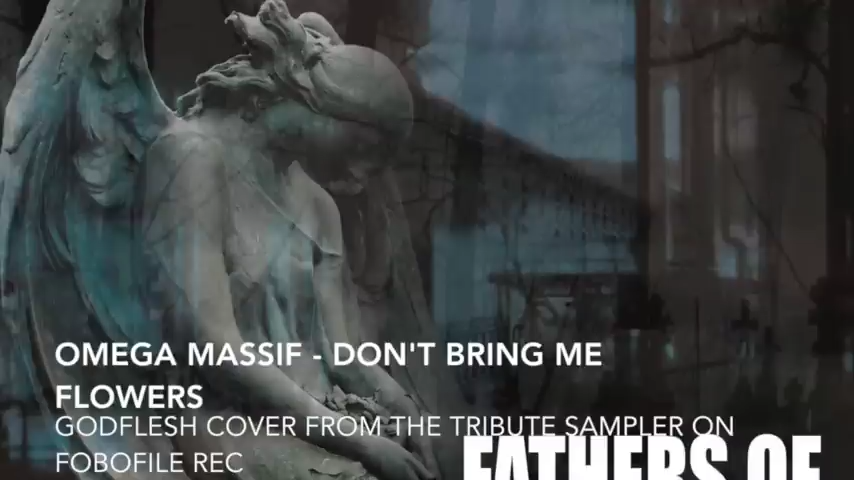 OMEGA MASSIF - DON'T BRING ME
FLOWERS
GODFLESH COVER FROM THE TRIBUTE SAMPLER ON
FOBOFILE REC
FATHERS OF